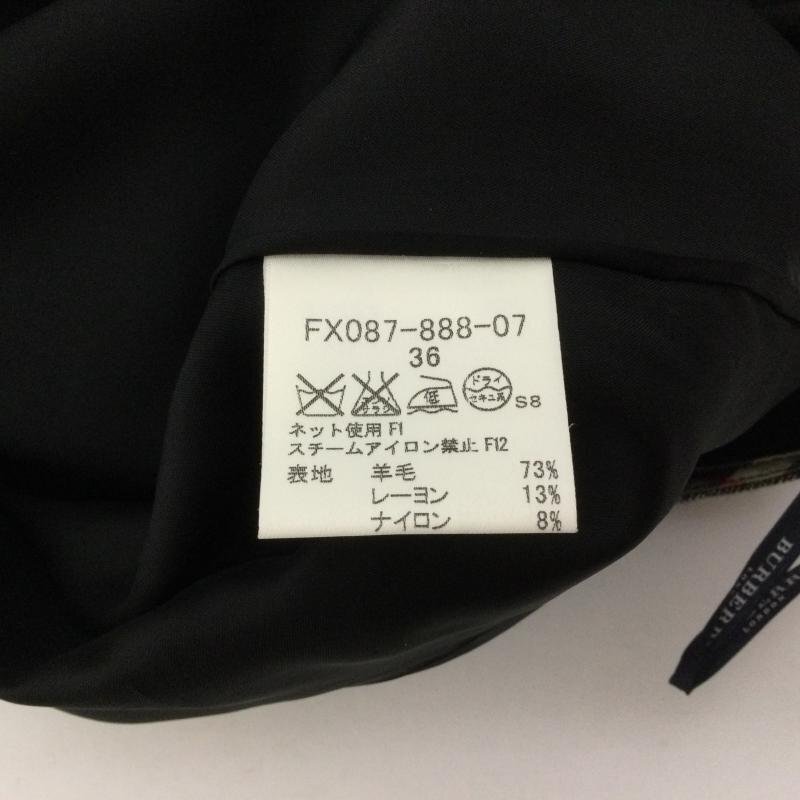 FX087-888-07
36
低
ドライ
セキユ系
S8
ネット使用 F1
スチームアイロン禁止 F12
表地 羊毛 73%
レーヨン 13%
ナイロン 8%
BURBER